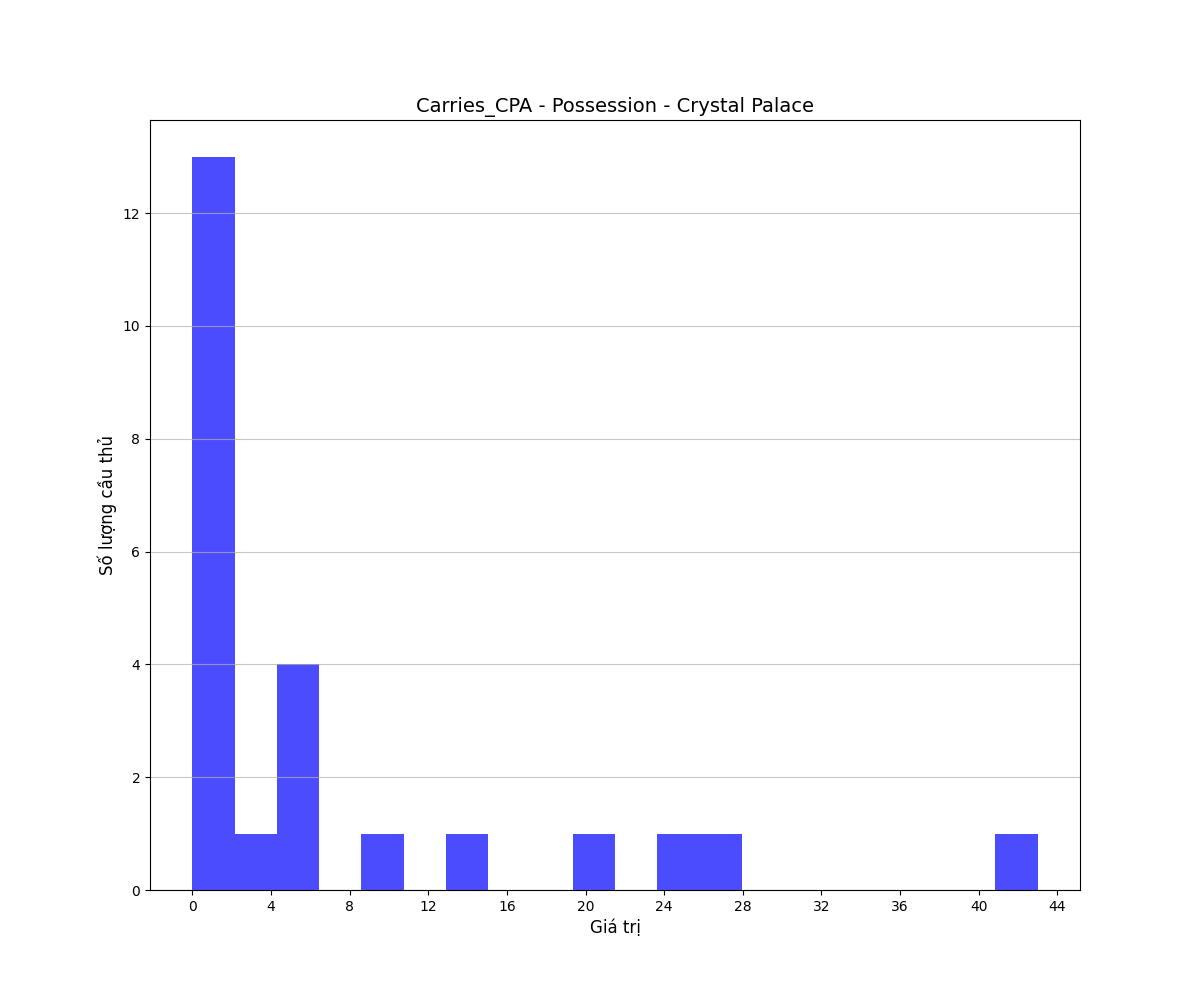 Carries_CPA - Possession - Crystal Palace
Số lượng cầu thủ
12
10
8
6
4
2
0
0 4 8 12 16 20 24 28 32 36 40 44
Giá trị